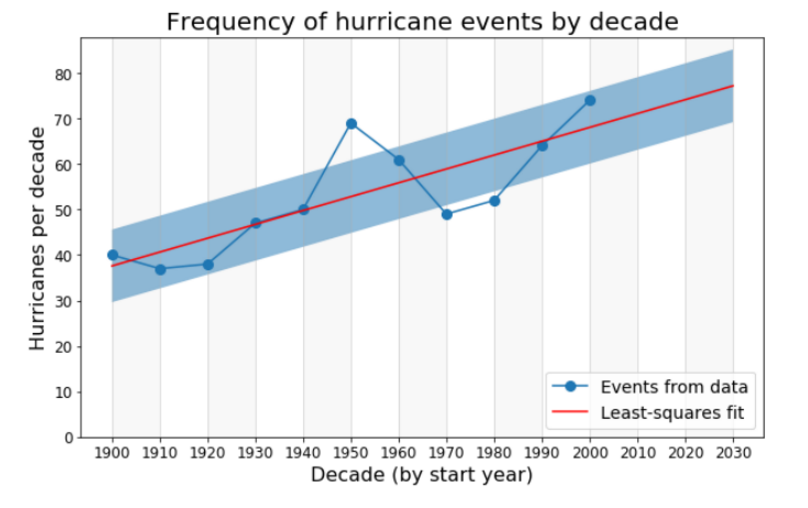 Frequency of hurricane events by decade
Hurricanes per decade
80
70
60
50
40
30
20
10
0
1900 1910 1920 1930 1940 1950 1960 1970 1980 1990 2000 2010 2020 2030
Decade (by start year)
Events from data
Least-squares fit